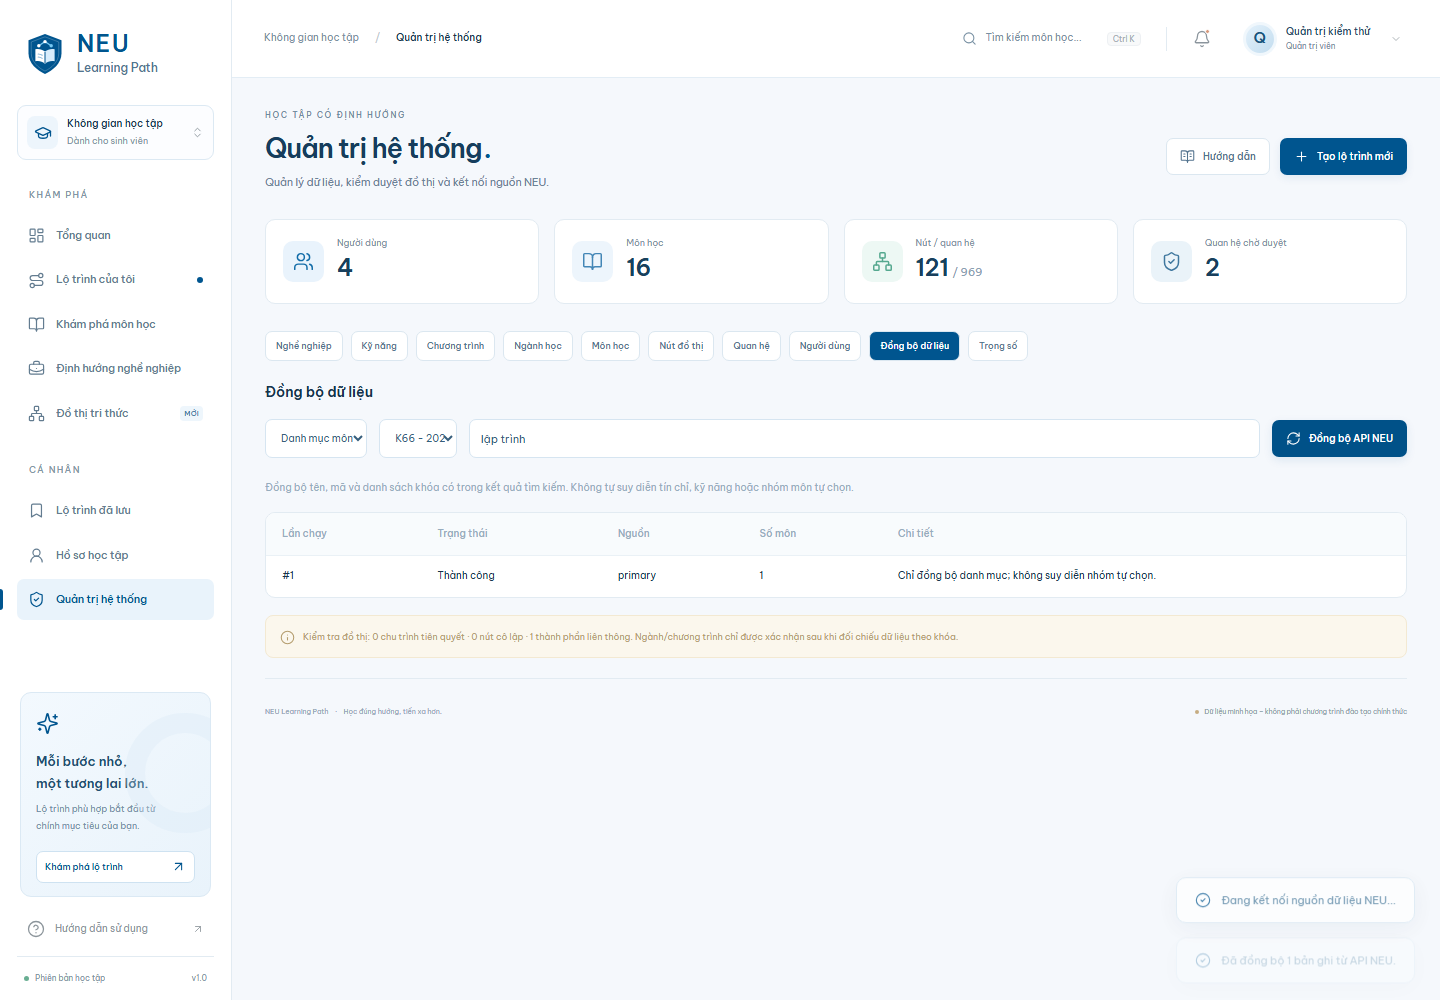 NEU
Learning Path
Không gian học tập
Dành cho sinh viên
KHÁM PHÁ
Tổng quan
Lộ trình của tôi
Khám phá môn học
Định hướng nghề nghiệp
Đồ thị tri thức
MỚI
CÁ NHÂN
Lộ trình đã lưu
Hồ sơ học tập
Quản trị hệ thống
Mỗi bước nhỏ,
một tương lai lớn.
Lộ trình phù hợp bắt đầu từ
chính mục tiêu của bạn.
Khám phá lộ trình
Hướng dẫn sử dụng
Phiên bản học tập
v1.0
Không gian học tập / Quản trị hệ thống
Tìm kiếm môn học...
Ctrl K
Q
Quản trị kiểm thử
Quản trị viên
HỌC TẬP CÓ ĐỊNH HƯỚNG
Quản trị hệ thống.
Quản lý dữ liệu, kiểm duyệt đồ thị và kết nối nguồn NEU.
Hướng dẫn
Tạo lộ trình mới
Người dùng
4
Môn học
16
Nút / quan hệ
121 / 969
Quan hệ chờ duyệt
2
Nghề nghiệp
Kỹ năng
Chương trình
Ngành học
Môn học
Nút đồ thị
Quan hệ
Người dùng
Đồng bộ dữ liệu
Trọng số
Đồng bộ dữ liệu
Danh mục môn
K66 - 202
lập trình
Đồng bộ API NEU
Đồng bộ tên, mã và danh sách khóa có trong kết quả tìm kiếm. Không tự suy diễn tín chỉ, kỹ năng hoặc nhóm môn tự chọn.
Lần chạy Trạng thái Nguồn Số môn Chi tiết
#1 Thành công primary 1 Chỉ đồng bộ danh mục; không suy diễn nhóm tự chọn.
Kiểm tra đồ thị: 0 chu trình tiên quyết · 0 nút cô lập · 1 thành phần liên thông. Ngành/chương trình chỉ được xác nhận sau khi đối chiếu dữ liệu theo khóa.
NEU Learning Path · Học đúng hướng, tiến xa hơn.
Dữ liệu minh họa – không phải chương trình đào tạo chính thức
Đang kết nối nguồn dữ liệu NEU...
Đã đồng bộ 1 bản ghi từ API NEU.